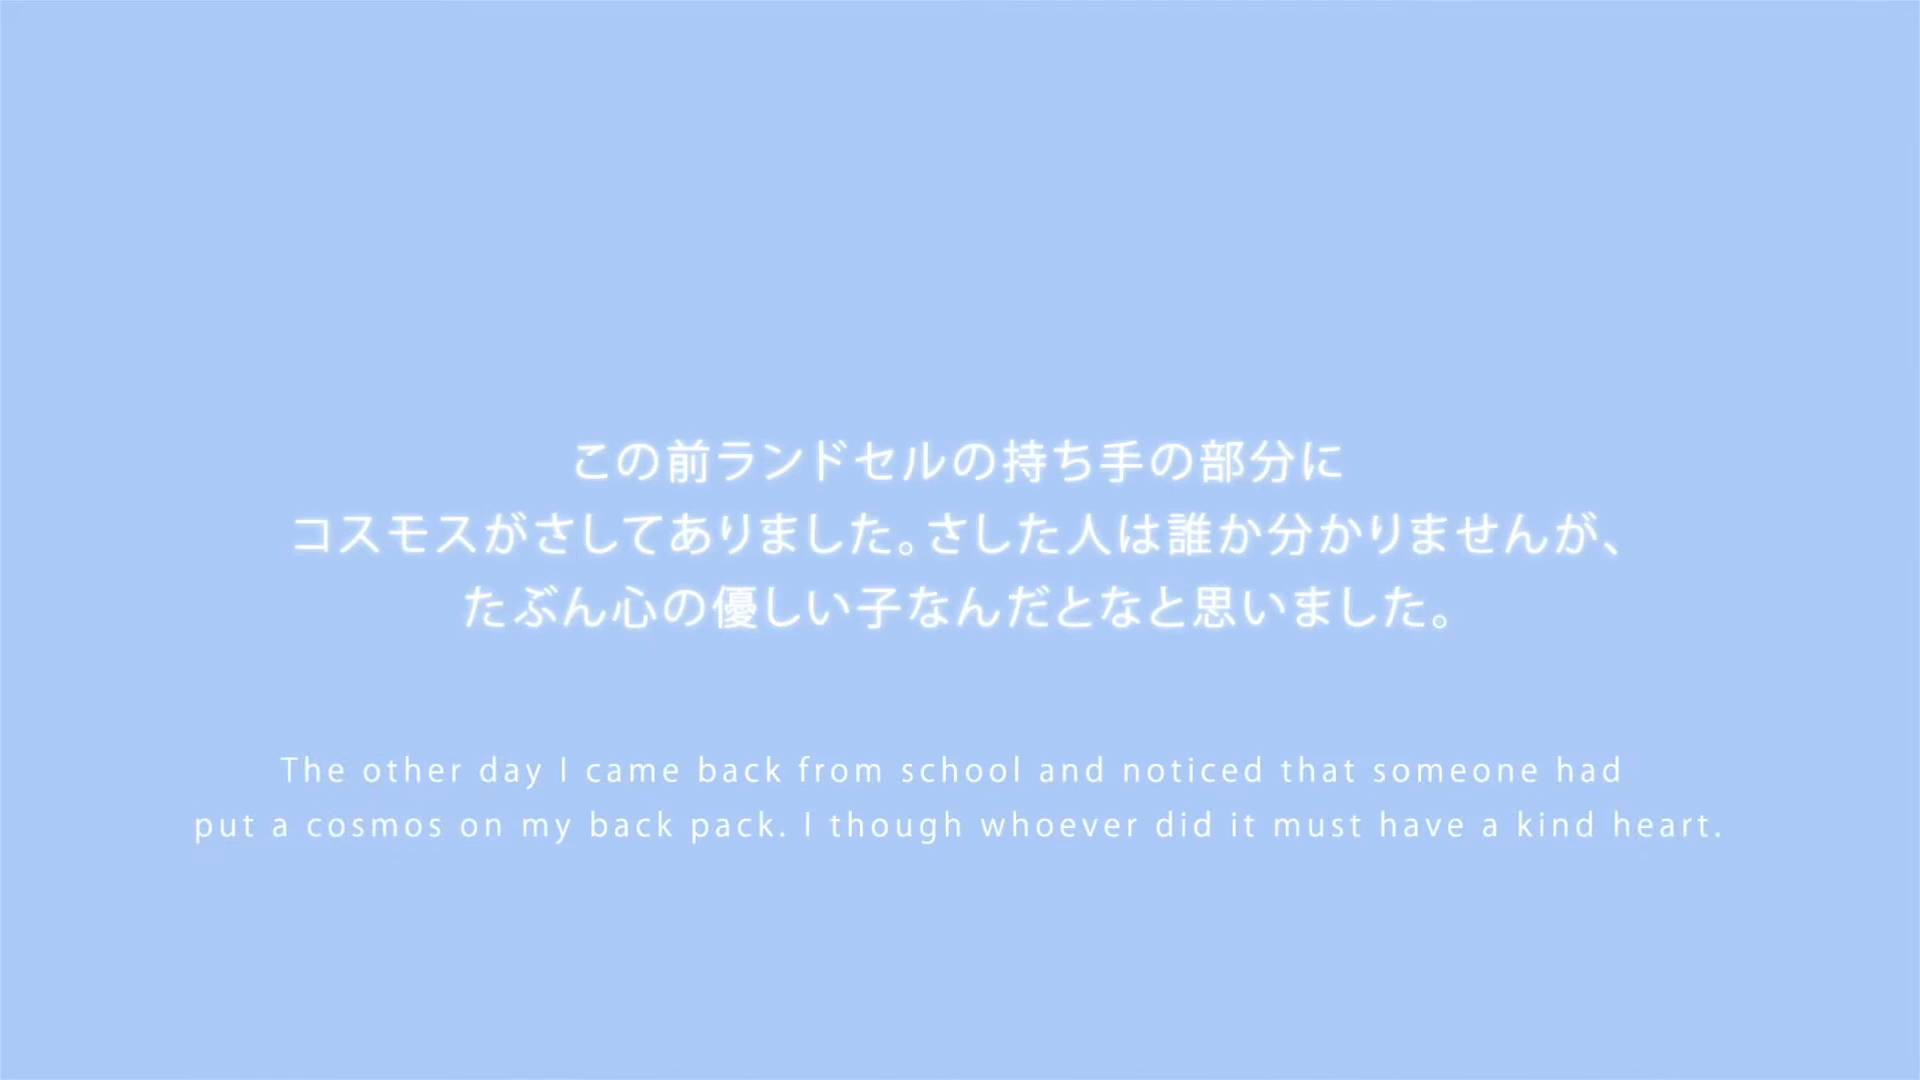 この前ランドセルの持ち手の部分に
コスモスがさしてありました。さした人は誰か分かりませんが、
たぶん心の優しい子なんだとなと思いました。
The other day I came back from school and noticed that someone had
put a cosmos on my back pack. I though whoever did it must have a kind heart.